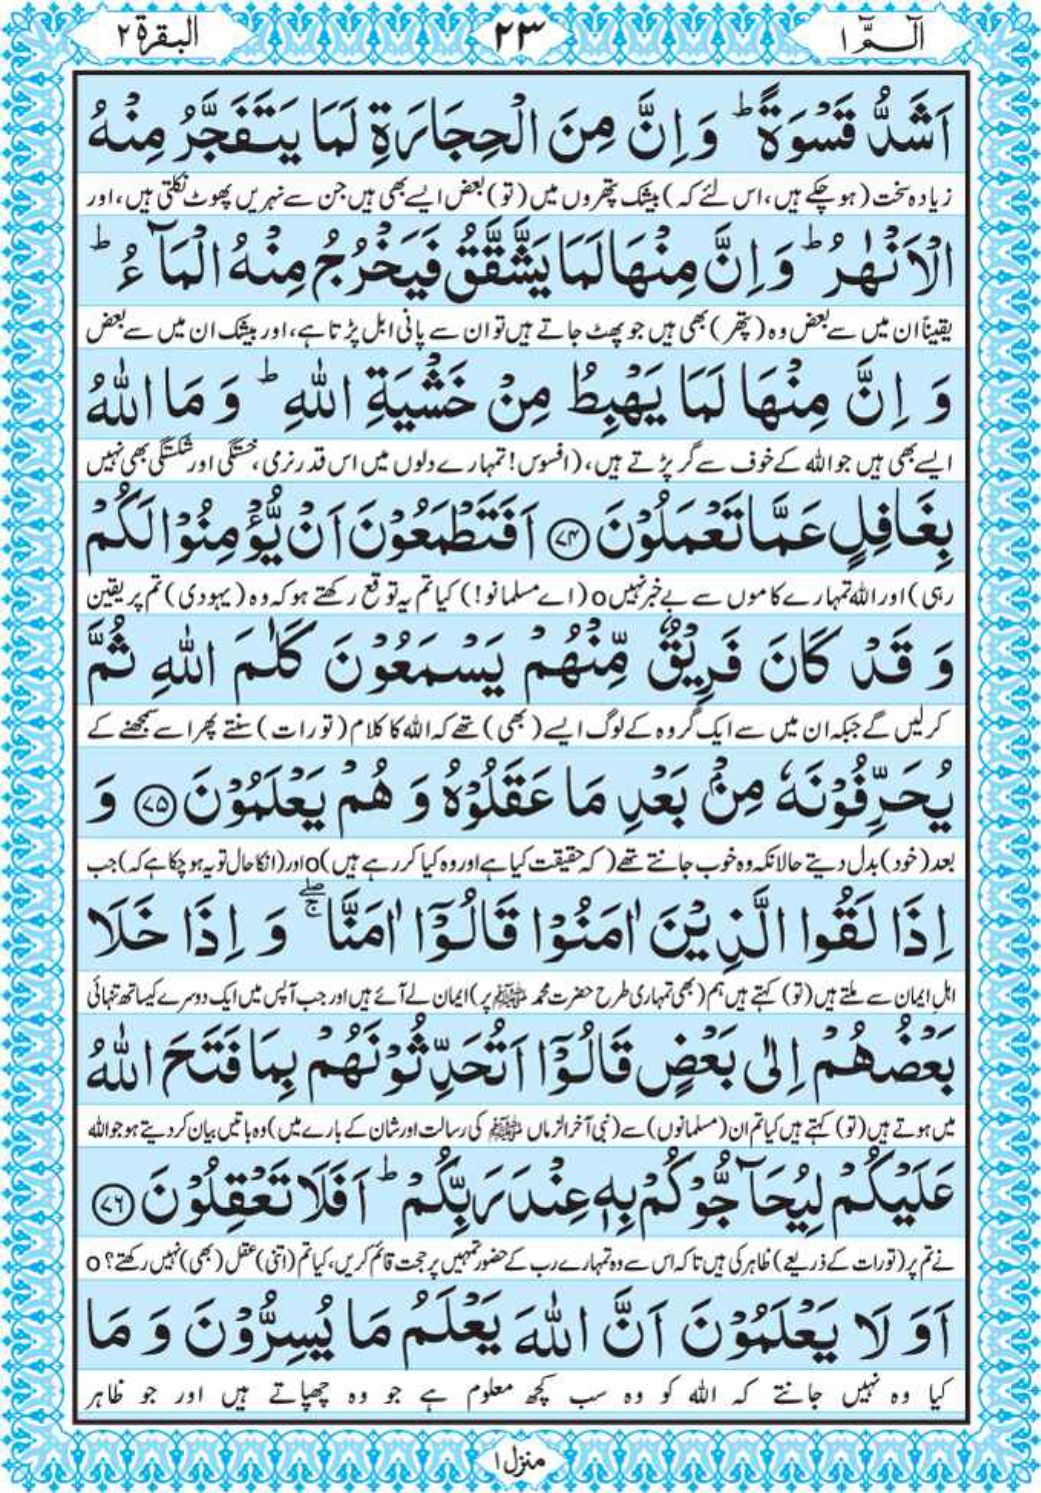 الٓـمّٓ ١ ٢٣ البقرة ٢
اَشَدُّ قَسْوَةً ؕ وَ اِنَّ مِنَ الْحِجَارَةِ لَمَا یَتَفَجَّرُ مِنْهُ
زیادہ سخت (ہو چکے ہیں، اس لئے کہ) بیشک پتھروں میں (تو) بعض ایسے بھی ہیں جن سے نہریں پھوٹ نکلتی ہیں، اور
الْاَنْهٰرُ ؕ وَ اِنَّ مِنْهَا لَمَا یَشَّقَّقُ فَیَخْرُجُ مِنْهُ الْمَآءُ ؕ
یقیناً ان میں سے بعض وہ (پتھر) بھی ہیں جو پھٹ جاتے ہیں تو ان سے پانی ابل پڑتا ہے، اور بیشک ان میں سے بعض
وَ اِنَّ مِنْهَا لَمَا یَهْبِطُ مِنْ خَشْیَةِ اللّٰهِ ؕ وَ مَا اللّٰهُ
ایسے بھی ہیں جو اللہ کے خوف سے گر پڑتے ہیں، (افسوس! تمہارے دلوں میں اس قدر نرمی، خستگی اور شکستگی بھی نہیں
بِغَافِلٍ عَمَّا تَعْمَلُوْنَ ﴿۷۴﴾ اَفَتَطْمَعُوْنَ اَنْ یُّؤْمِنُوْا لَكُمْ
رہی) اور اللہ تمہارے کاموں سے بے خبر نہیں o (اے مسلمانو!) کیا تم یہ توقع رکھتے ہو کہ وہ (یہودی) تم پر یقین
وَ قَدْ كَانَ فَرِیْقٌ مِّنْهُمْ یَسْمَعُوْنَ كَلٰمَ اللّٰهِ ثُمَّ
کر لیں گے جبکہ ان میں سے ایک گروہ کے لوگ ایسے (بھی) تھے کہ اللہ کا کلام (تورات) سنتے پھر اسے سمجھنے کے
یُحَرِّفُوْنَهٗ مِنْۢ بَعْدِ مَا عَقَلُوْهُ وَ هُمْ یَعْلَمُوْنَ ﴿۷۵﴾ وَ
بعد (خود) بدل دیتے حالانکہ وہ خوب جانتے تھے (کہ حقیقت کیا ہے اور وہ کیا کر رہے ہیں) o اور (انکا حال تو یہ ہو چکا ہے کہ) جب
اِذَا لَقُوا الَّذِیْنَ اٰمَنُوْا قَالُوْۤا اٰمَنَّا ۖۚ وَ اِذَا خَلَا
اہلِ ایمان سے ملتے ہیں (تو) کہتے ہیں ہم (بھی تمہاری طرح حضرت محمد ﷺ پر) ایمان لے آئے ہیں اور جب آپس میں ایک دوسرے کیساتھ تنہائی
بَعْضُهُمْ اِلٰی بَعْضٍ قَالُوْۤا اَتُحَدِّثُوْنَهُمْ بِمَا فَتَحَ اللّٰهُ
میں ہوتے ہیں (تو) کہتے ہیں کیا تم ان (مسلمانوں) سے (نبی آخر الزماں ﷺ کی رسالت اور شان کے بارے میں) وہ باتیں بیان کر دیتے ہو جو اللہ
عَلَیْكُمْ لِیُحَآجُّوْكُمْ بِهٖ عِنْدَ رَبِّكُمْ ؕ اَفَلَا تَعْقِلُوْنَ ﴿۷۶﴾
نے تم پر (تورات کے ذریعے) ظاہر کی ہیں تاکہ اس سے وہ تمہارے رب کے حضور تمہیں پر حجت قائم کریں، کیا تم (اتنی) عقل (بھی) نہیں رکھتے؟ o
اَوَ لَا یَعْلَمُوْنَ اَنَّ اللّٰهَ یَعْلَمُ مَا یُسِرُّوْنَ وَ مَا
کیا وہ نہیں جانتے کہ اللہ کو وہ سب کچھ معلوم ہے جو وہ چھپاتے ہیں اور جو ظاہر
منزل ١